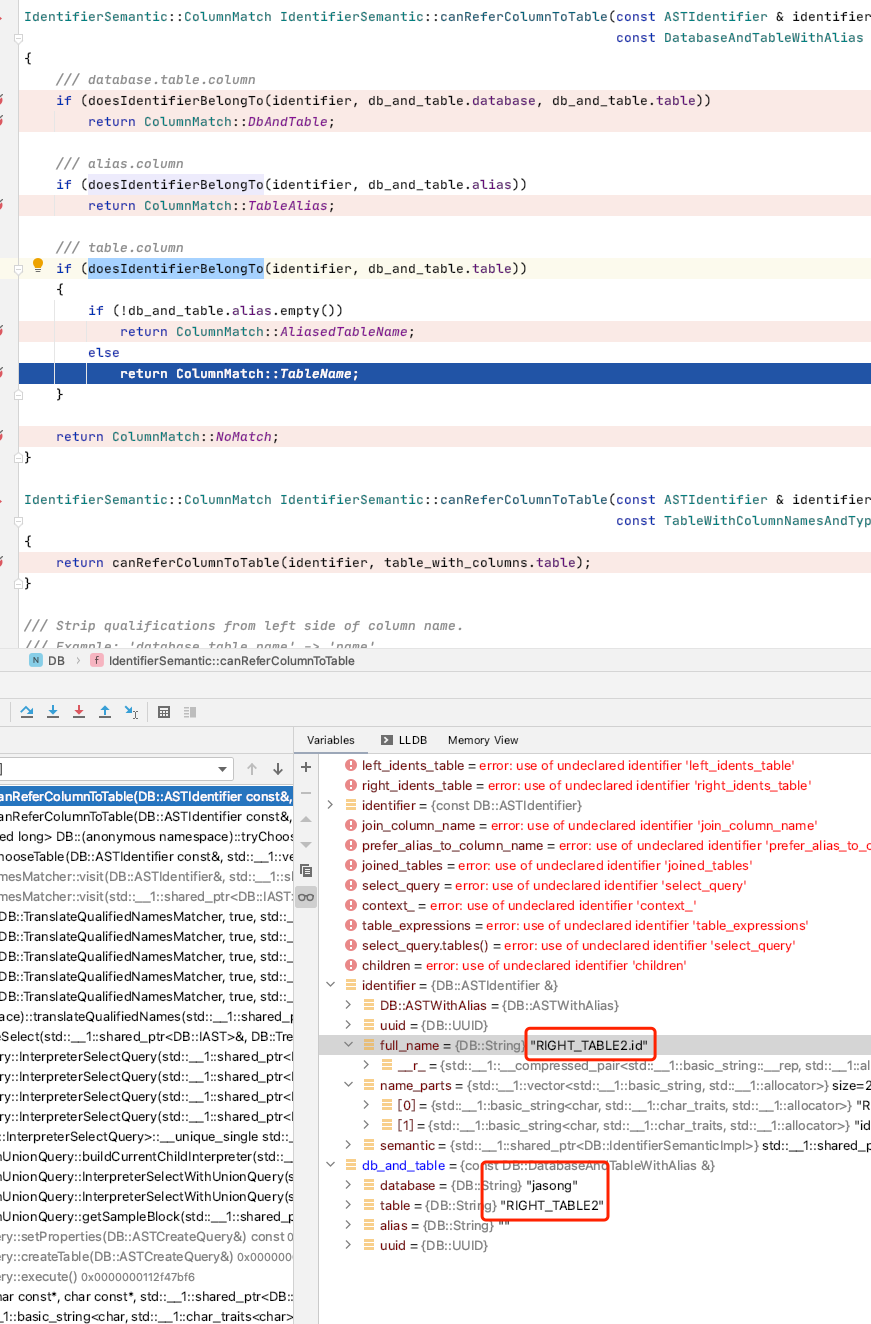 IdentifierSemantic::ColumnMatch IdentifierSemantic::canReferColumnToTable(const ASTIdentifier & identifier
const DatabaseAndTableWithAlias
{
/// database.table.column
if (doesIdentifierBelongTo(identifier, db_and_table.database, db_and_table.table))
return ColumnMatch::DbAndTable;
/// alias.column
if (doesIdentifierBelongTo(identifier, db_and_table.alias))
return ColumnMatch::TableAlias;
/// table.column
if (doesIdentifierBelongTo(identifier, db_and_table.table))
{
if (!db_and_table.alias.empty())
return ColumnMatch::AliasedTableName;
else
return ColumnMatch::TableName;
}
return ColumnMatch::NoMatch;
}
IdentifierSemantic::ColumnMatch IdentifierSemantic::canReferColumnToTable(const ASTIdentifier & identifier
const TableWithColumnNamesAndTyp
{
return canReferColumnToTable(identifier, table_with_columns.table);
}
/// Strip qualifications from left side of column name.
/// Example: 'database.table.name' -> 'name'
N DB › f IdentifierSemantic::canReferColumnToTable
Variables LLDB Memory View
left_idents_table = error: use of undeclared identifier 'left_idents_table'
right_idents_table = error: use of undeclared identifier 'right_idents_table'
identifier = {const DB::ASTIdentifier}
join_column_name = error: use of undeclared identifier 'join_column_name'
prefer_alias_to_column_name = error: use of undeclared identifier 'prefer_alias_to_c
joined_tables = error: use of undeclared identifier 'joined_tables'
select_query = error: use of undeclared identifier 'select_query'
context_ = error: use of undeclared identifier 'context_'
table_expressions = error: use of undeclared identifier 'table_expressions'
select_query.tables() = error: use of undeclared identifier 'select_query'
children = error: use of undeclared identifier 'children'
identifier = {DB::ASTIdentifier &}
DB::ASTWithAlias = {DB::ASTWithAlias}
uuid = {DB::UUID}
full_name = {DB::String} "RIGHT_TABLE2.id"
__r_ = {std::__1::__compressed_pair<std::__1::basic_string::__rep, std::__1::al
name_parts = {std::__1::vector<std::__1::basic_string, std::__1::allocator>} size=2
[0] = {std::__1::basic_string<char, std::__1::char_traits, std::__1::allocator>} "R
[1] = {std::__1::basic_string<char, std::__1::char_traits, std::__1::allocator>} "id
semantic = {std::__1::shared_ptr<DB::IdentifierSemanticImpl>} std::__1::shared_p
db_and_table = {const DB::DatabaseAndTableWithAlias &}
database = {DB::String} "jasong"
table = {DB::String} "RIGHT_TABLE2"
alias = {DB::String} ""
uuid = {DB::UUID}
]
anReferColumnToTable(DB::ASTIdentifier const&,
anReferColumnToTable(DB::ASTIdentifier const&,
ed long> DB::(anonymous namespace)::tryChoos
hooseTable(DB::ASTIdentifier const&, std::__1::ve
mesMatcher::visit(DB::ASTIdentifier&, std::__1::sh
mesMatcher::visit(std::__1::shared_ptr<DB::IAST>
DB::TranslateQualifiedNamesMatcher, true, std::_
DB::TranslateQualifiedNamesMatcher, true, std::_
DB::TranslateQualifiedNamesMatcher, true, std::_
DB::TranslateQualifiedNamesMatcher, true, std::_
ace)::translateQualifiedNames(std::__1::shared_p
eSelect(std::__1::shared_ptr<DB::IAST>&, DB::Tre
ery::InterpreterSelectQuery(std::__1::shared_ptr<
ery::InterpreterSelectQuery(std::__1::shared_ptr<
ery::InterpreterSelectQuery(std::__1::shared_ptr<
ery::InterpreterSelectQuery(std::__1::shared_ptr<
::InterpreterSelectQuery>::__unique_single std::_
nUnionQuery::buildCurrentChildInterpreter(std::_
nUnionQuery::InterpreterSelectWithUnionQuery(s
nUnionQuery::InterpreterSelectWithUnionQuery(s
nUnionQuery::getSampleBlock(std::__1::shared_p
ery::setProperties(DB::ASTCreateQuery&) const 0
ery::createTable(DB::ASTCreateQuery&) 0x0000000
ery::execute() 0x0000000112f47bf6
har const*, char const*, std::__1::shared_ptr<DB::
_1::basic_string<char, std::__1::char_traits<char>